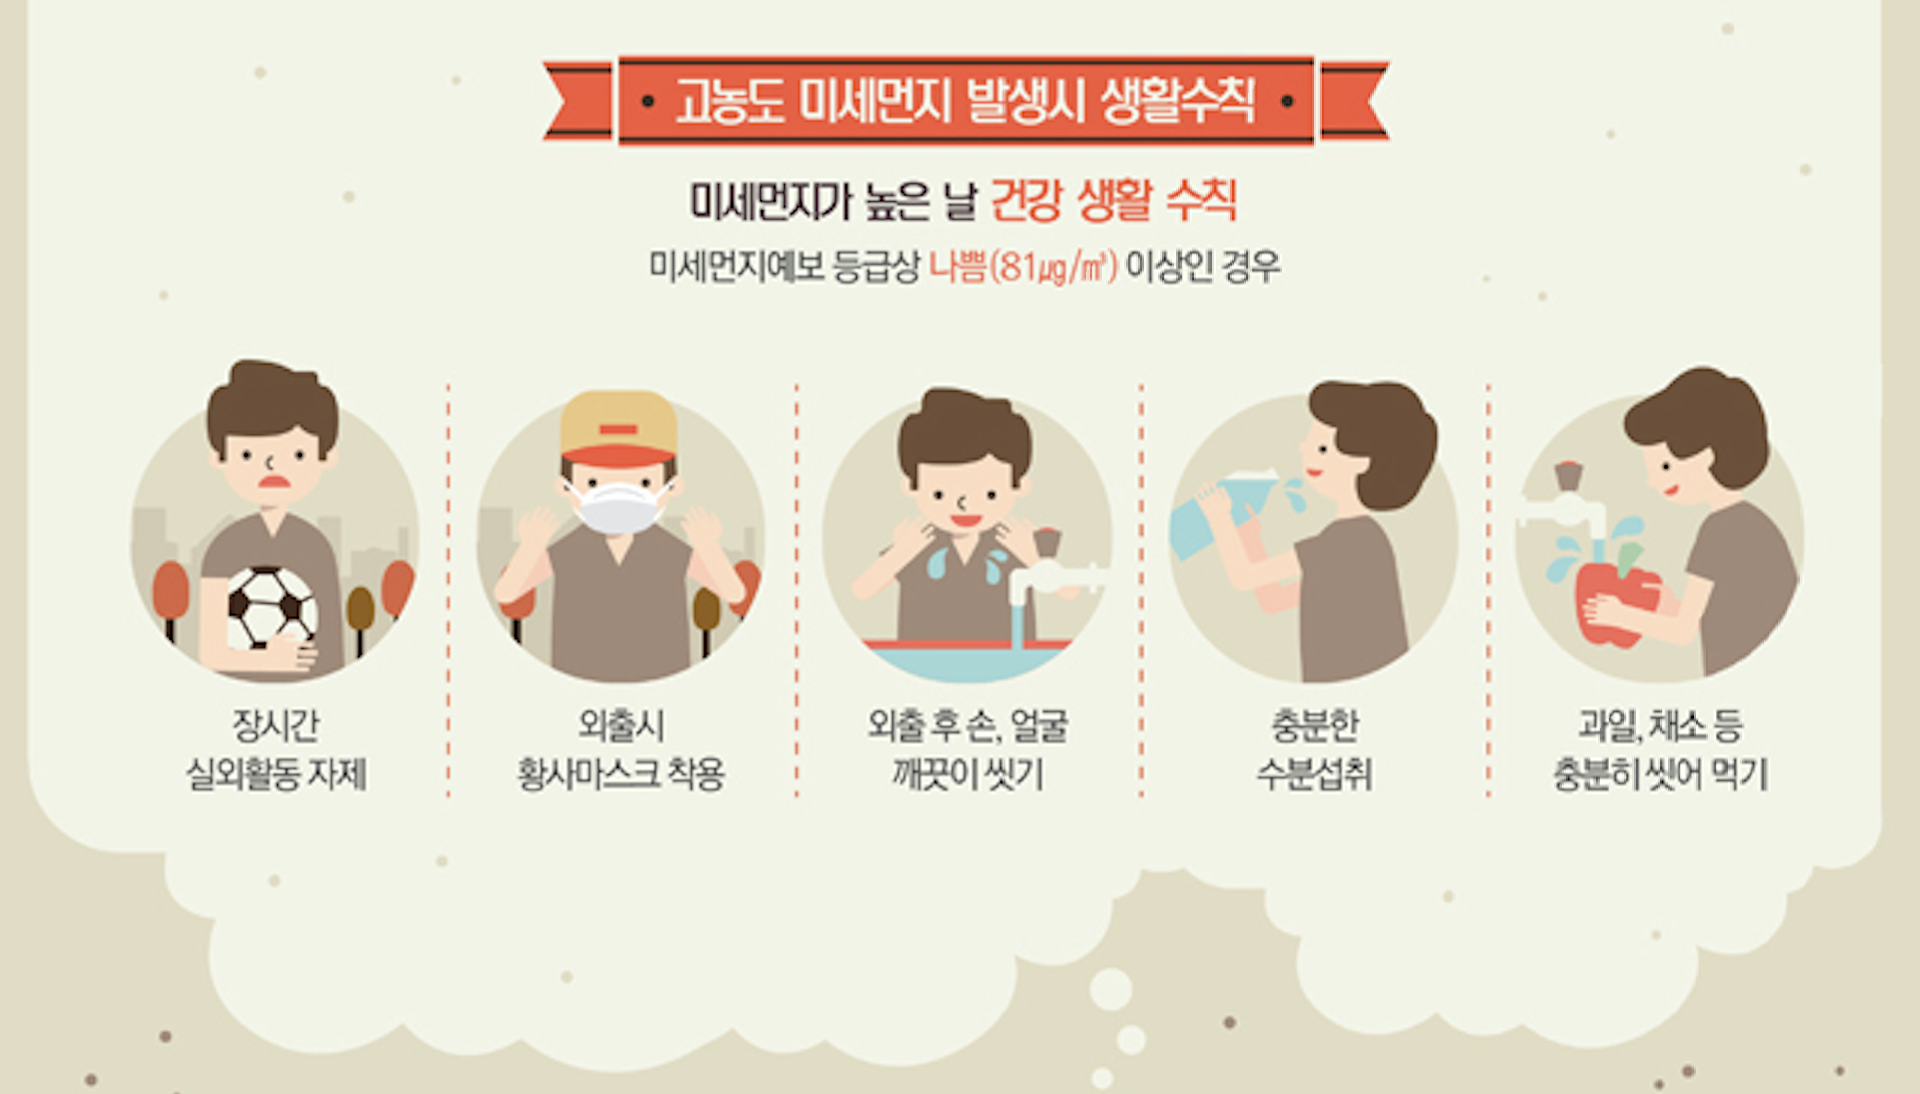 고농도 미세먼지 발생시 생활수칙
미세먼지가 높은 날 건강 생활 수칙
미세먼지예보 등급상 나쁨(81㎍/㎥) 이상인 경우
장시간
실외활동 자제
외출시
황사마스크 착용
외출 후 손, 얼굴
깨끗이 씻기
충분한
수분섭취
과일, 채소 등
충분히 씻어 먹기